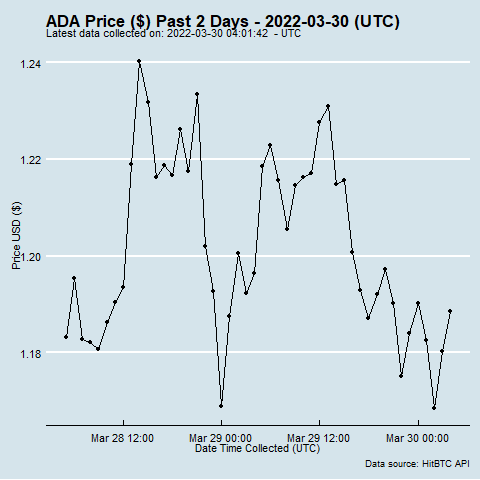 ADA Price ($) Past 2 Days - 2022-03-30 (UTC)
Latest data collected on: 2022-03-30 04:01:42 - UTC
1.24
1.22
1.20
1.18
Price USD ($)
Mar 28 12:00 Mar 29 00:00 Mar 29 12:00 Mar 30 00:00
Date Time Collected (UTC)
Data source: HitBTC API